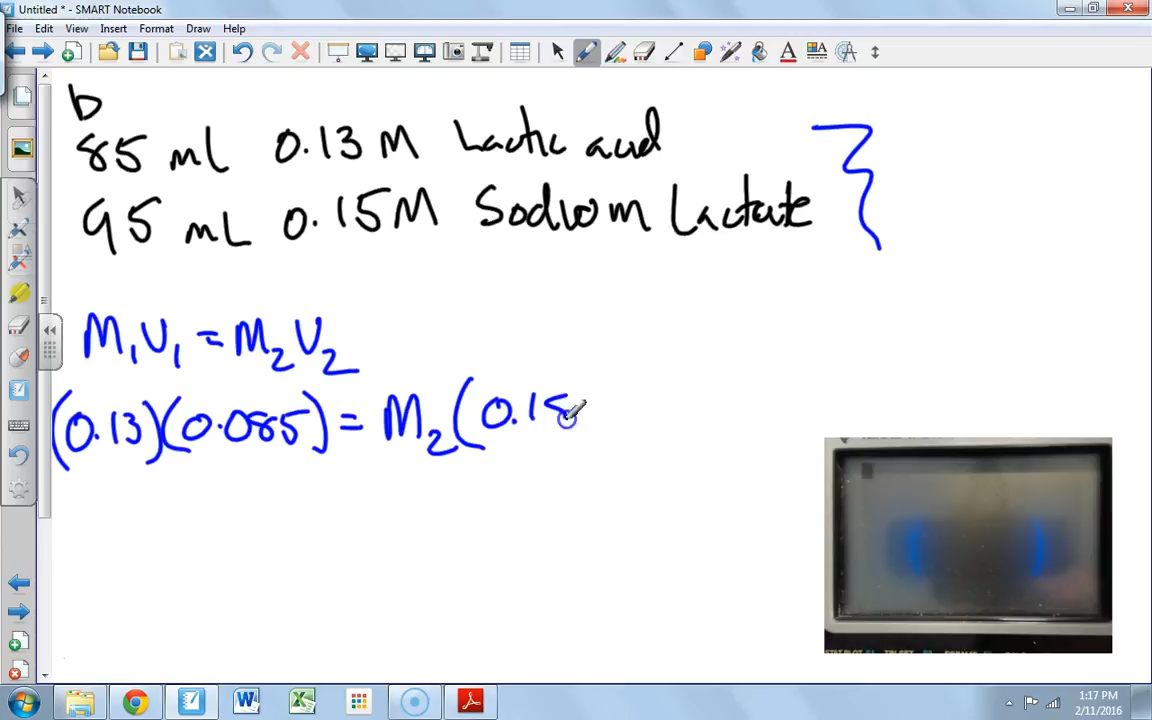 Untitled * - SMART Notebook
File Edit View Insert Format Draw Help
b
85 ml 0.13 M Lactic acid
95 mL 0.15M Sodium Lactate
M₁V₁ = M₂V₂
(0.13)(0.085) = M₂(0.18
1:17 PM
2/11/2016